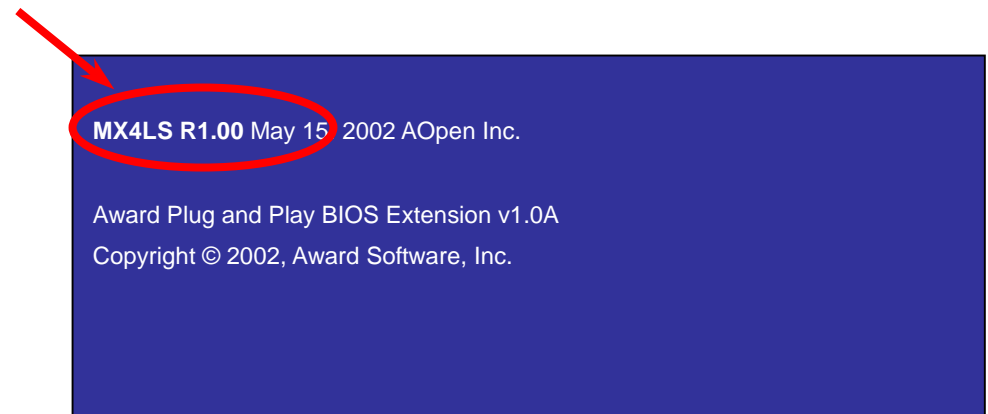 MX4LS R1.00 May 15, 2002 AOpen Inc.
Award Plug and Play BIOS Extension v1.0A
Copyright © 2002, Award Software, Inc.